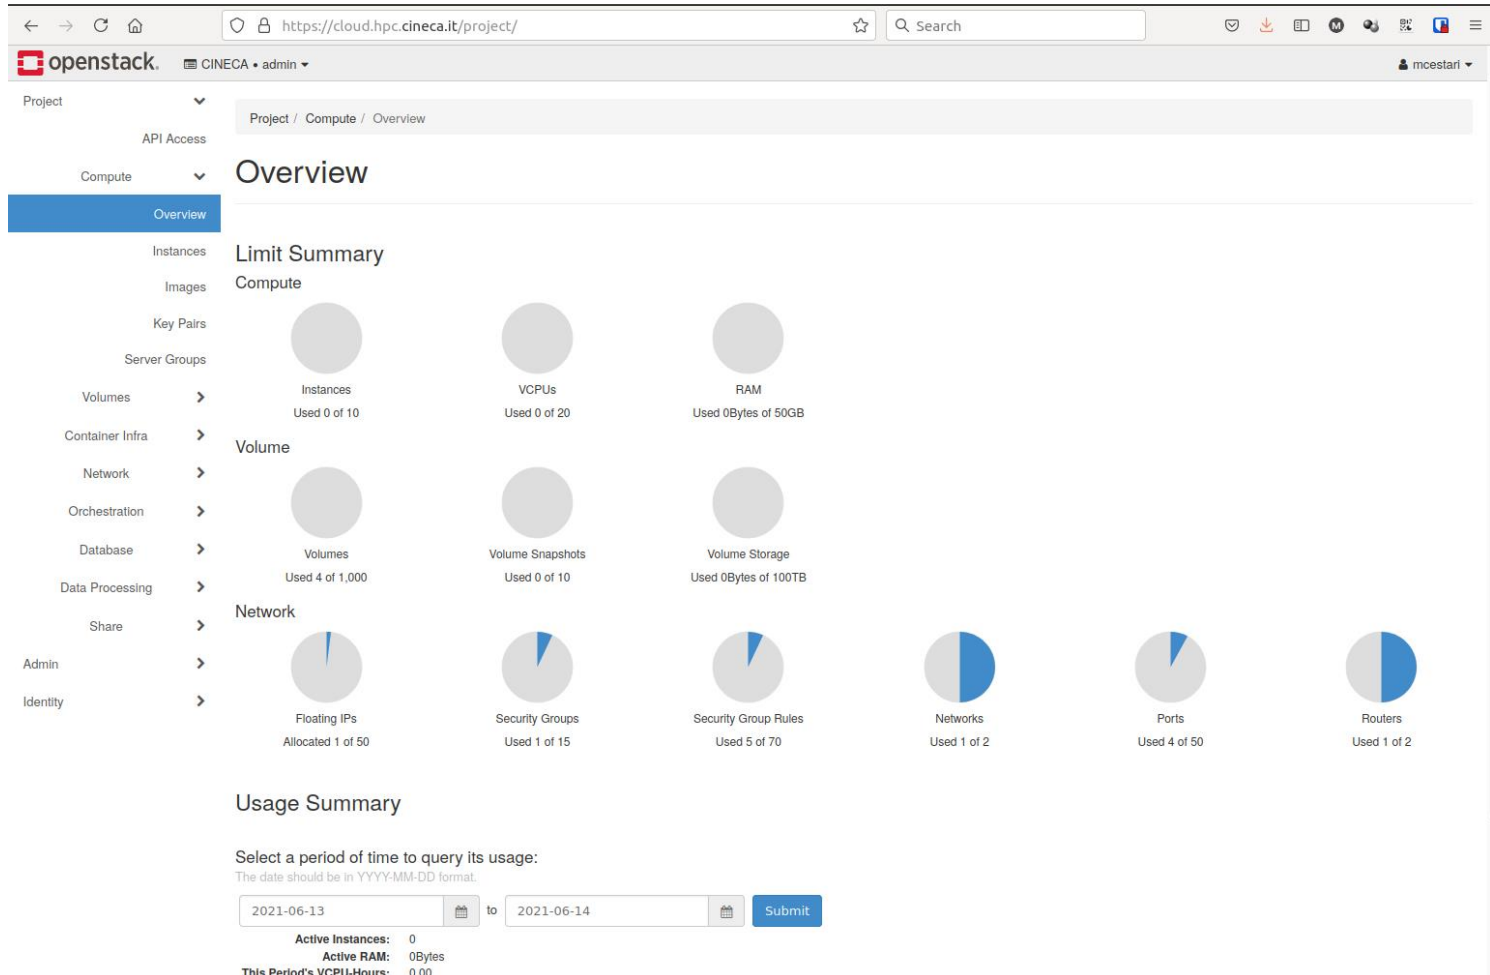 https://cloud.hpc.cineca.it/project/
Search
openstack.
CINECA • admin
mcestari
Project
API Access
Compute
Overview
Instances
Images
Key Pairs
Server Groups
Volumes
Container Infra
Network
Orchestration
Database
Data Processing
Share
Admin
Identity
Project / Compute / Overview
Overview
Limit Summary
Compute
Instances
Used 0 of 10
VCPUs
Used 0 of 20
RAM
Used 0Bytes of 50GB
Volume
Volumes
Used 4 of 1,000
Volume Snapshots
Used 0 of 10
Volume Storage
Used 0Bytes of 100TB
Network
Floating IPs
Allocated 1 of 50
Security Groups
Used 1 of 15
Security Group Rules
Used 5 of 70
Networks
Used 1 of 2
Ports
Used 4 of 50
Routers
Used 1 of 2
Usage Summary
Select a period of time to query its usage:
The date should be in YYYY-MM-DD format.
2021-06-13 to 2021-06-14 Submit
Active Instances: 0
Active RAM: 0Bytes
This Period's VCPU-Hours: 0.00